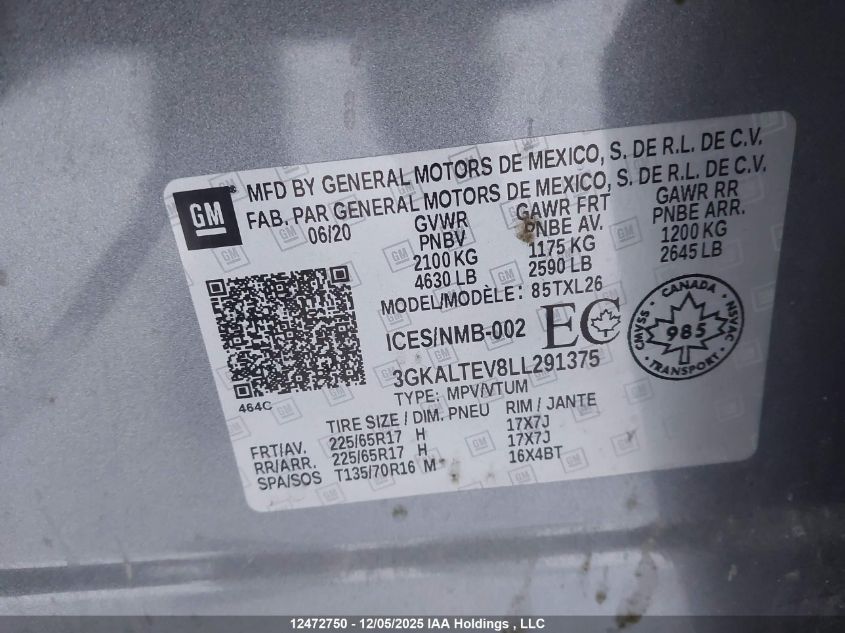 GM
MFD BY GENERAL MOTORS DE MEXICO, S. DE R.L. DE C.V.
FAB. PAR GENERAL MOTORS DE MEXICO, S. DE R.L. DE C.V.
06/20
GVWR
PNBV
2100 KG
4630 LB
GAWR FRT
PNBE AV.
1175 KG
2590 LB
GAWR RR
PNBE ARR.
1200 KG
2645 LB
MODEL/MODÈLE: 85TXL26
ICES/NMB-002
EC
CANADA
CMVSS 985 NSVAC
TRANSPORT
3GKALTEV8LL291375
TYPE: MPV/VTUM
464C
TIRE SIZE / DIM. PNEU RIM / JANTE
FRT/AV. 225/65R17 H 17X7J
RR/ARR. 225/65R17 H 17X7J
SPA/SOS T135/70R16 M 16X4BT
12472750 - 12/05/2025 IAA Holdings , LLC